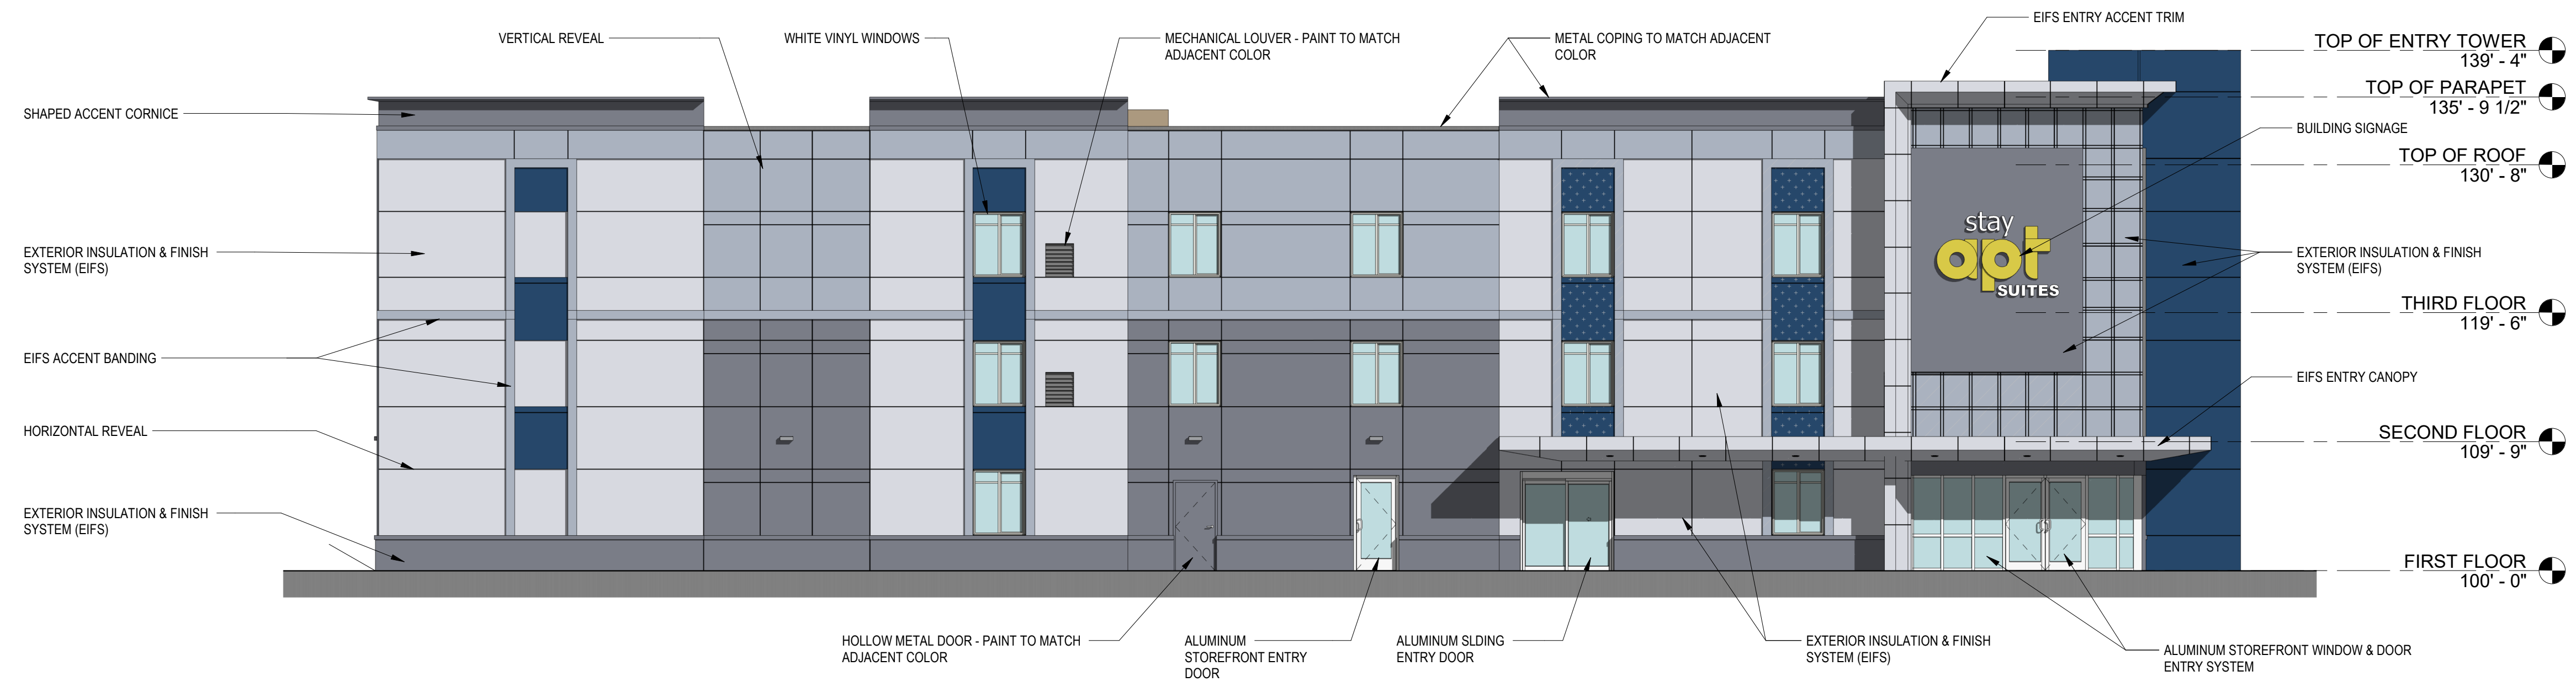 EIFS ENTRY ACCENT TRIM
VERTICAL REVEAL
WHITE VINYL WINDOWS
MECHANICAL LOUVER - PAINT TO MATCH
ADJACENT COLOR
METAL COPING TO MATCH ADJACENT
COLOR
TOP OF ENTRY TOWER
139' - 4"
TOP OF PARAPET
135' - 9 1/2"
SHAPED ACCENT CORNICE
BUILDING SIGNAGE
TOP OF ROOF
130' - 8"
stay
apt
SUITES
EXTERIOR INSULATION & FINISH
SYSTEM (EIFS)
EXTERIOR INSULATION & FINISH
SYSTEM (EIFS)
THIRD FLOOR
119' - 6"
EIFS ACCENT BANDING
EIFS ENTRY CANOPY
HORIZONTAL REVEAL
SECOND FLOOR
109' - 9"
EXTERIOR INSULATION & FINISH
SYSTEM (EIFS)
FIRST FLOOR
100' - 0"
HOLLOW METAL DOOR - PAINT TO MATCH
ADJACENT COLOR
ALUMINUM
STOREFRONT ENTRY
DOOR
ALUMINUM SLDING
ENTRY DOOR
EXTERIOR INSULATION & FINISH
SYSTEM (EIFS)
ALUMINUM STOREFRONT WINDOW & DOOR
ENTRY SYSTEM